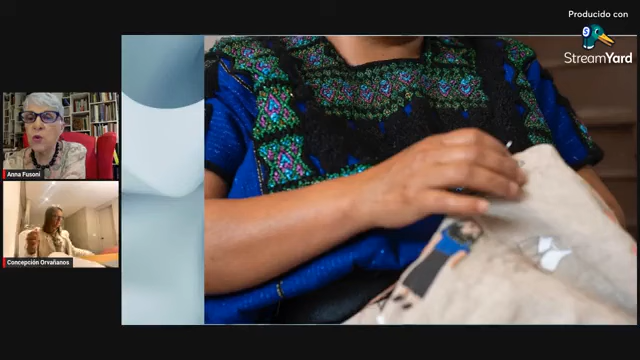 Producido con
StreamYard
Anna Fusoni
Concepción Orvañanos